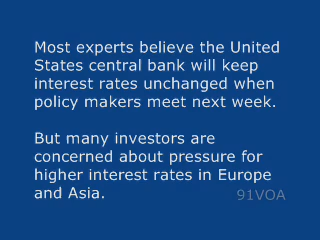 Most experts believe the United
States central bank will keep
interest rates unchanged when
policy makers meet next week.
But many investors are
concerned about pressure for
higher interest rates in Europe
and Asia.
91VOA